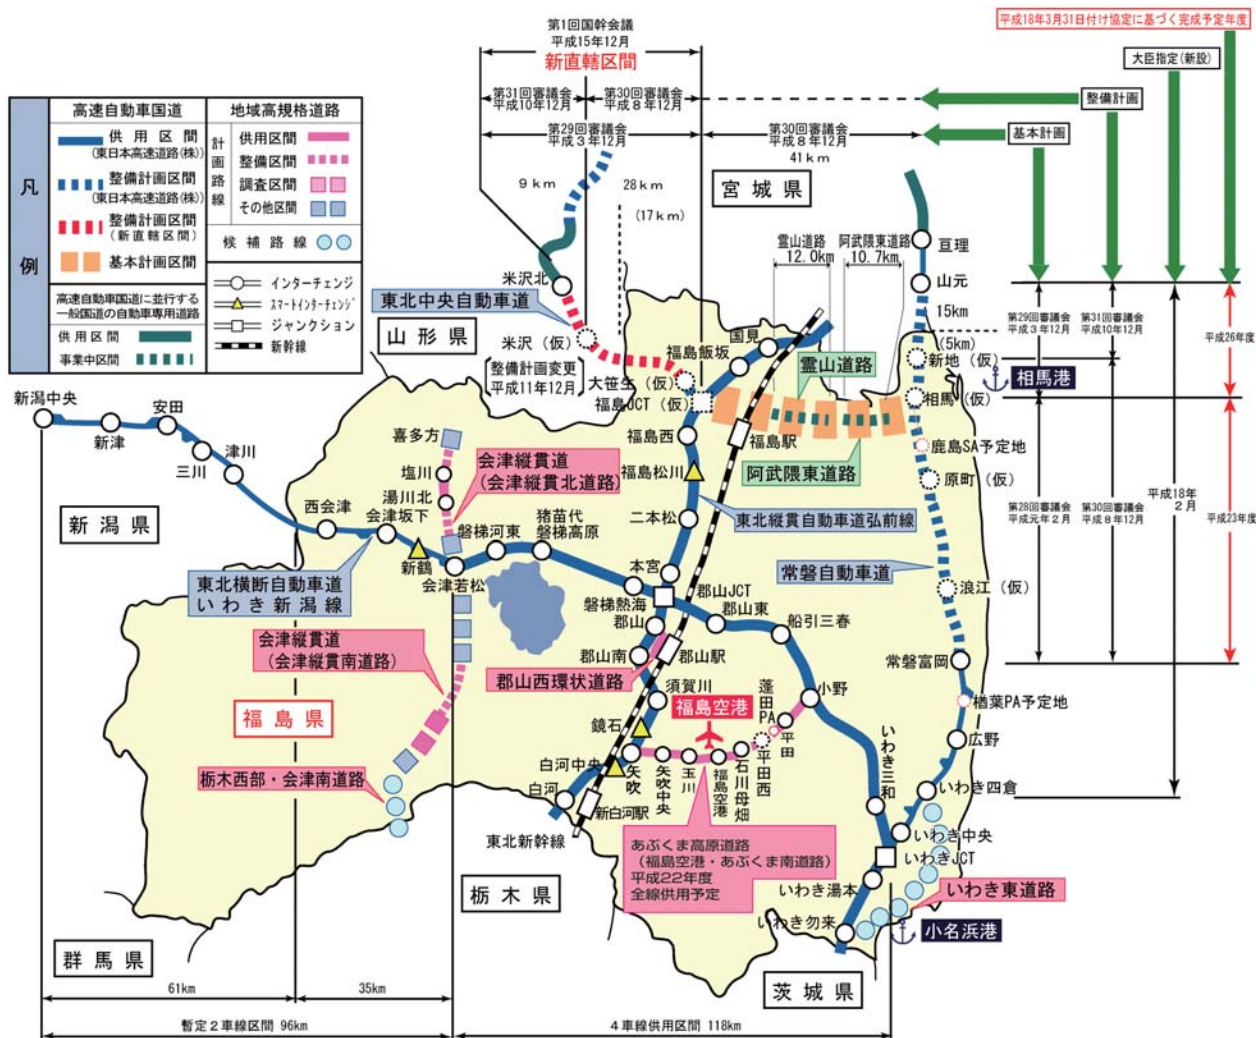 第1回国幹会議
平成15年12月
新直轄区間
第31回審議会
平成10年12月
第30回審議会
平成8年12月
第29回審議会
平成3年12月
第30回審議会
平成8年12月
41km
9km
28km
(17km)
平成18年3月31日付け協定に基づく完成予定年度
大臣指定(新設)
整備計画
基本計画
凡例
高速自動車国道
供用区間
(東日本高速道路(株))
整備計画区間
(東日本高速道路(株))
整備計画区間
(新直轄区間)
基本計画区間
高速自動車国道に並行する
一般国道の自動車専用道路
供用区間
事業中区間
地域高規格道路
計画路線
供用区間
整備区間
調査区間
その他区間
候補路線
インターチェンジ
スマートインターチェンジ
ジャンクション
新幹線
宮城県
霊山道路
12.0km
阿武隈東道路
10.7km
亘理
山元
15km
(5km)
新地(仮)
相馬港
相馬(仮)
鹿島SA予定地
原町(仮)
浪江(仮)
常磐富岡
楢葉PA予定地
広野
いわき四倉
いわき中央
いわきJCT
いわき湯本
いわき勿来
いわき三和
いわき東道路
小名浜港
第29回審議会
平成3年12月
第31回審議会
平成10年12月
平成26年度
第28回審議会
平成元年2月
第30回審議会
平成8年12月
平成18年
2月
平成23年度
米沢北
東北中央自動車道
山形県
米沢(仮)
[整備計画変更
平成11年12月]
大笹生(仮)
福島JCT(仮)
福島飯坂
国見
霊山道路
福島西
福島駅
阿武隈東道路
福島松川
東北縦貫自動車道弘前線
二本松
本宮
郡山JCT
常磐自動車道
新潟中央
新津
安田
三川
津川
新潟県
西会津
会津坂下
新鶴
会津若松
東北横断自動車道
いわき新潟線
喜多方
塩川
湯川北
会津縦貫道
(会津縦貫北道路)
磐梯河東
猪苗代
磐梯高原
磐梯熱海
郡山
郡山東
船引三春
郡山南
郡山駅
郡山西環状道路
会津縦貫道
(会津縦貫南道路)
福島県
栃木西部・会津南道路
須賀川
福島空港
鏡石
白河中央
白河
新白河駅
東北新幹線
矢吹
矢吹中央
玉川
福島空港
石川母畑
平田西
蓬田PA
平田
小野
あぶくま高原道路
(福島空港・あぶくま南道路)
平成22年度
全線供用予定
栃木県
群馬県
茨城県
61km
35km
暫定2車線区間 96km
4車線供用区間 118km